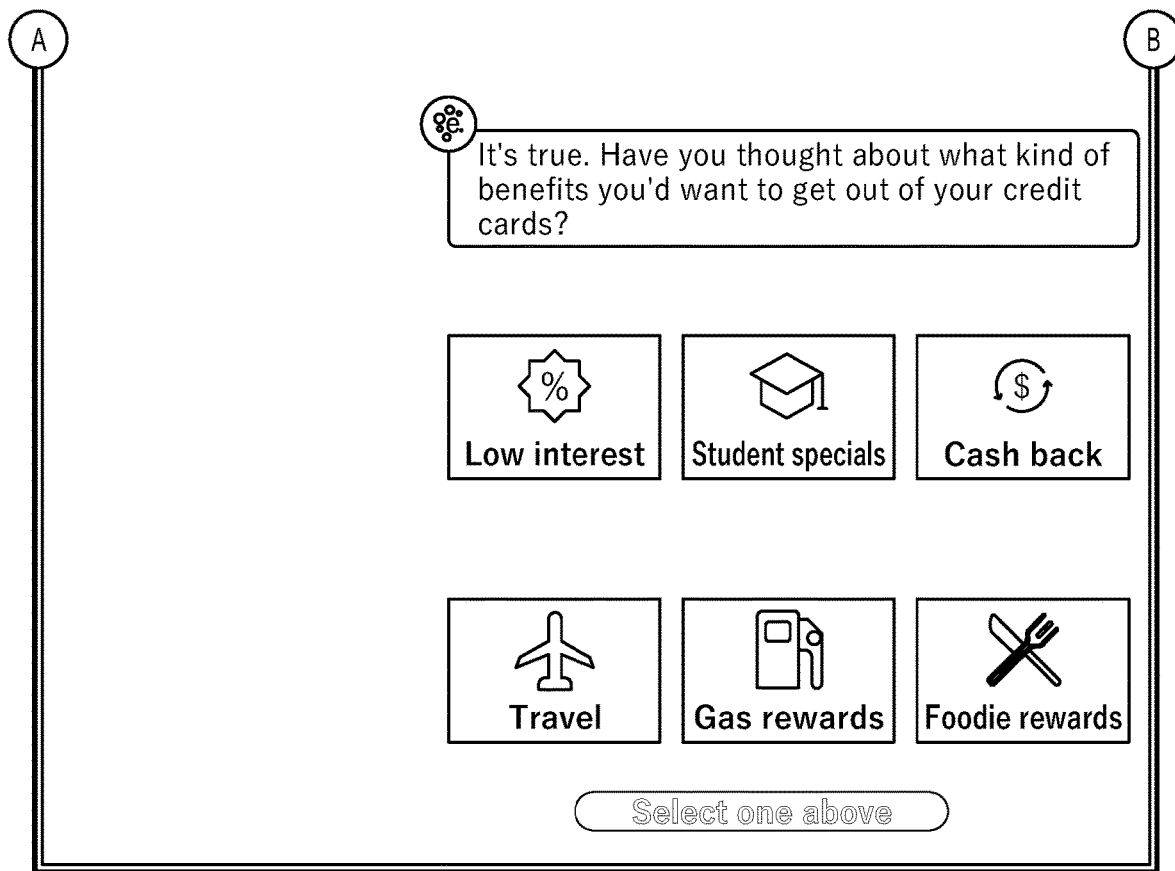 A
B
e
It's true. Have you thought about what kind of
benefits you'd want to get out of your credit
cards?
%
$
Low interest
Student specials
Cash back
Travel
Gas rewards
Foodie rewards
Select one above